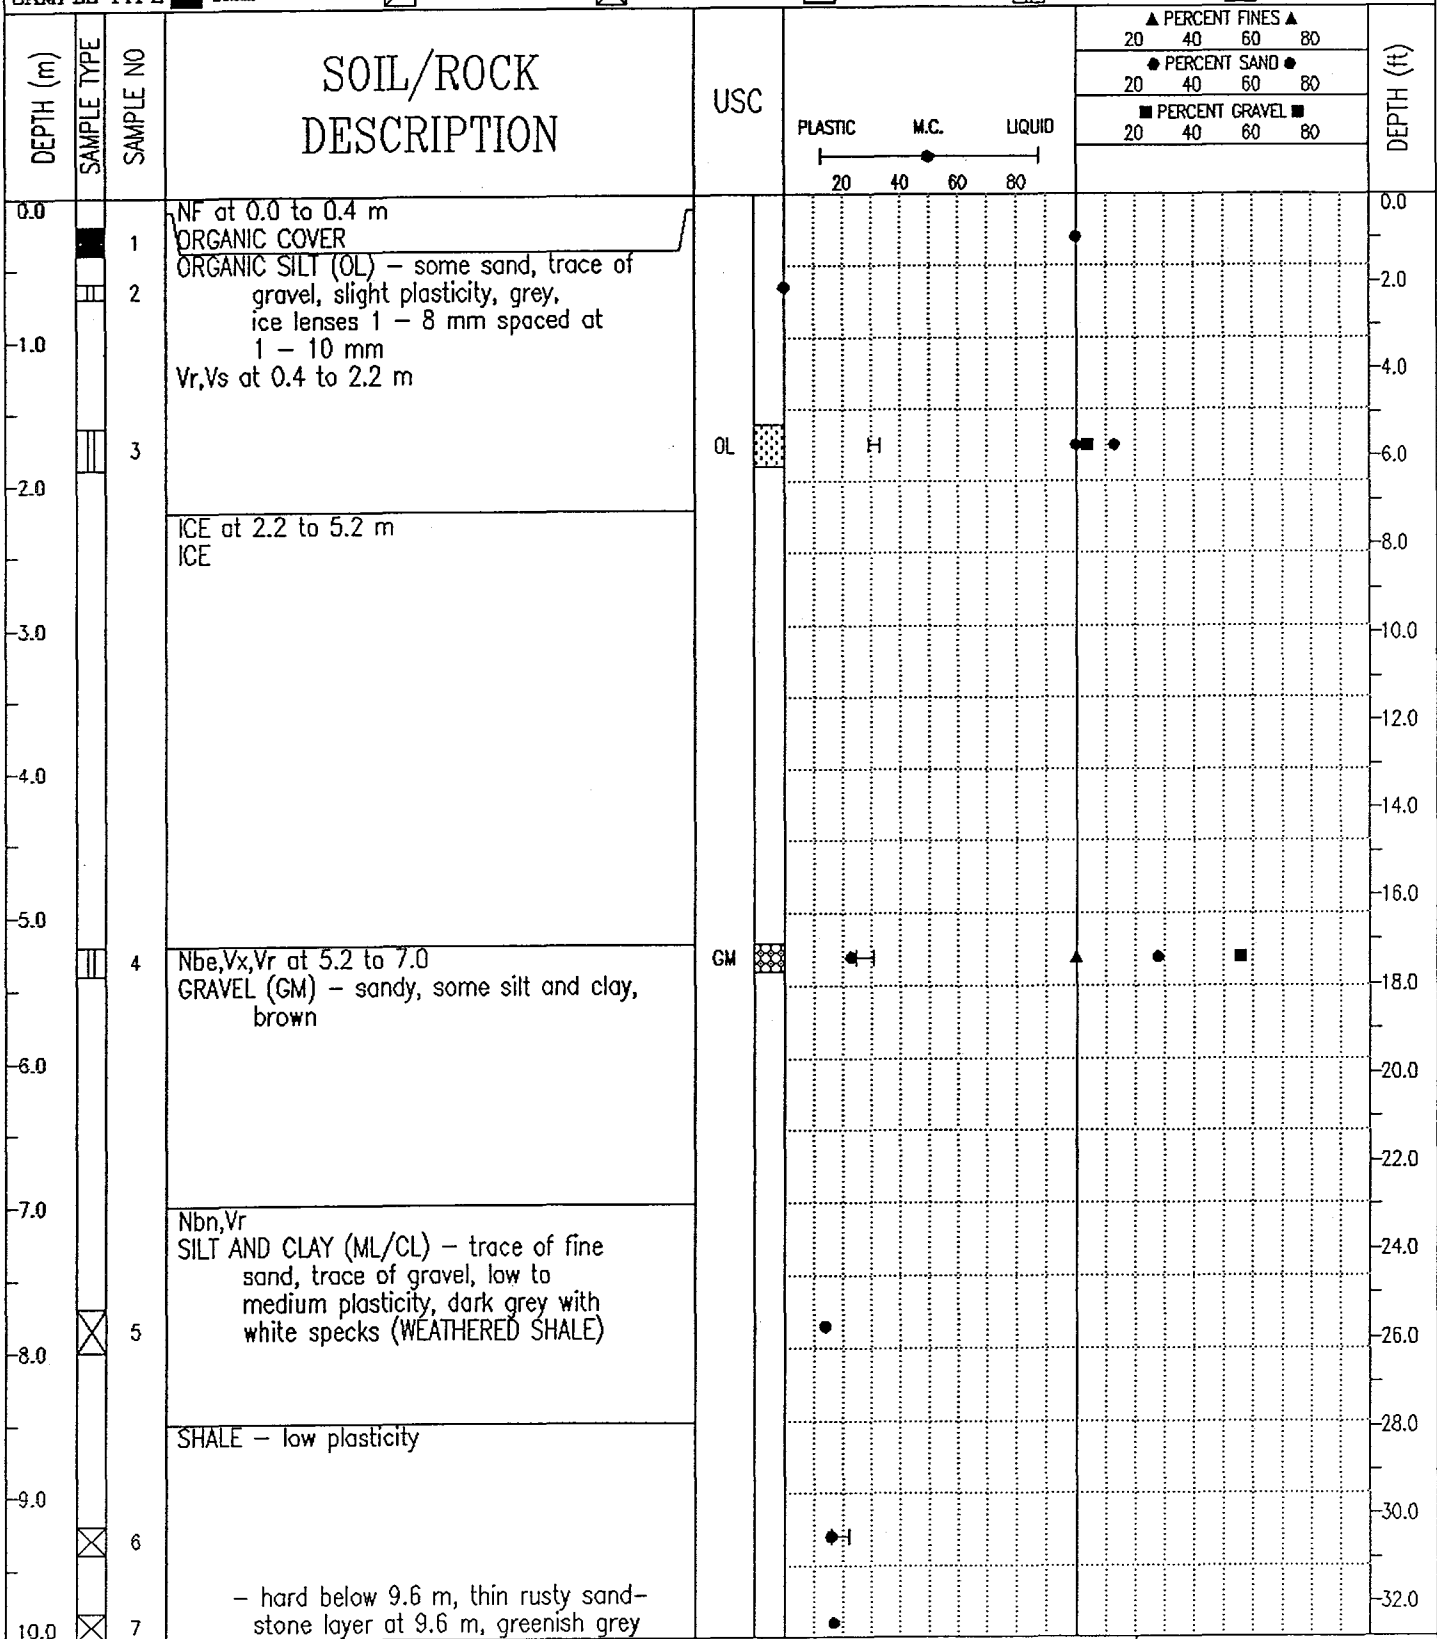 SAMPLE TYPE
▲ PERCENT FINES ▲
20 40 60 80
● PERCENT SAND ●
20 40 60 80
■ PERCENT GRAVEL ■
20 40 60 80
DEPTH (m)
SAMPLE TYPE
SAMPLE NO
SOIL/ROCK
DESCRIPTION
USC
PLASTIC M.C. LIQUID
20 40 60 80
DEPTH (ft)
0.0
NF at 0.0 to 0.4 m
0.0
1
ORGANIC COVER
ORGANIC SILT (OL) – some sand, trace of
2
gravel, slight plasticity, grey,
-2.0
ice lenses 1 – 8 mm spaced at
-1.0
1 – 10 mm
-4.0
Vr,Vs at 0.4 to 2.2 m
3
OL
-6.0
-2.0
ICE at 2.2 to 5.2 m
-8.0
ICE
-3.0
-10.0
-12.0
-4.0
-14.0
-16.0
-5.0
4
Nbe,Vx,Vr at 5.2 to 7.0
GM
GRAVEL (GM) – sandy, some silt and clay,
-18.0
brown
-6.0
-20.0
-22.0
-7.0
Nbn,Vr
SILT AND CLAY (ML/CL) – trace of fine
-24.0
sand, trace of gravel, low to
medium plasticity, dark grey with
5
white specks (WEATHERED SHALE)
-26.0
-8.0
-28.0
SHALE – low plasticity
-9.0
-30.0
6
– hard below 9.6 m, thin rusty sand–
-32.0
stone layer at 9.6 m, greenish grey
10.0
7